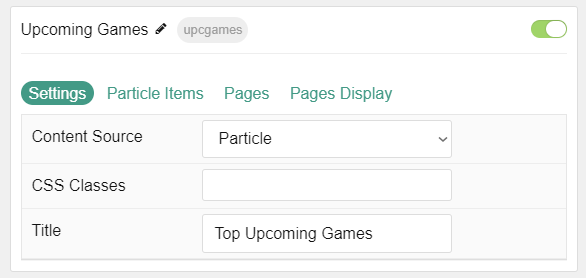 Upcoming Games upcgames
Settings Particle Items Pages Pages Display
Content Source Particle
CSS Classes
Title Top Upcoming Games